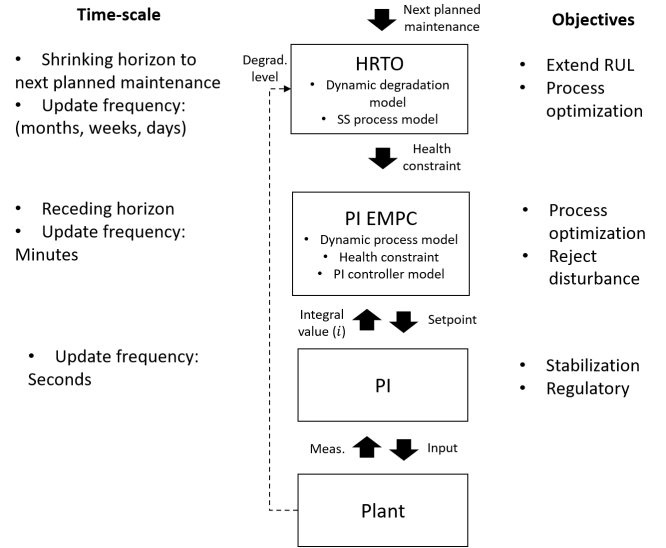 Time-scale
Next planned
maintenance
Objectives
• Shrinking horizon to
next planned maintenance
• Update frequency:
(months, weeks, days)
Degrad.
level
HRTO
• Dynamic degradation
model
• SS process model
• Extend RUL
• Process
optimization
Health
constraint
• Receding horizon
• Update frequency:
Minutes
PI EMPC
• Dynamic process model
• Health constraint
• PI controller model
• Process
optimization
• Reject
disturbance
Integral
value (i)
Setpoint
• Update frequency:
Seconds
PI
• Stabilization
• Regulatory
Meas.
Input
Plant